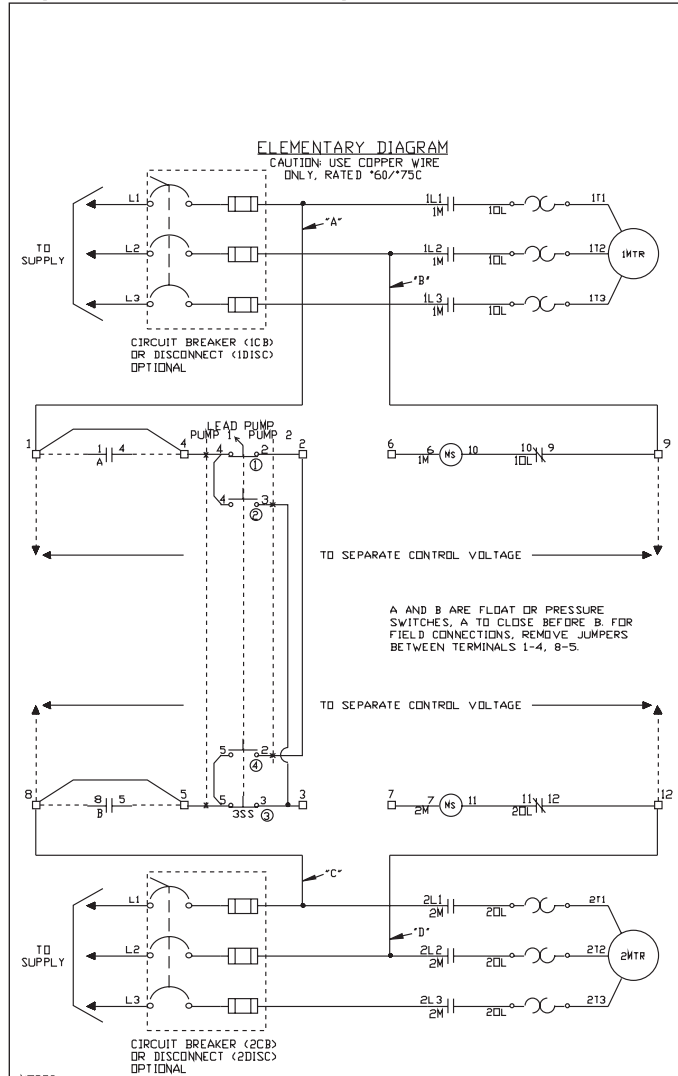 ELEMENTARY DIAGRAM
CAUTION: USE COPPER WIRE
ONLY, RATED *60/*75C
L1
1L1
1M
1OL
1T1
"A"
TO
SUPPLY
L2
1L2
1M
1OL
1T2
1MTR
"B"
L3
1L3
1M
1OL
1T3
CIRCUIT BREAKER (1CB)
OR DISCONNECT (1DISC)
OPTIONAL
LEAD PUMP
PUMP 1 PUMP 2
1 1 4 4 4 2 2 6 6 10 10 9 9
A 1 1M MS 1OL
4 3
2
TO SEPARATE CONTROL VOLTAGE
A AND B ARE FLOAT OR PRESSURE
SWITCHES, A TO CLOSE BEFORE B. FOR
FIELD CONNECTIONS, REMOVE JUMPERS
BETWEEN TERMINALS 1-4, 8-5.
TO SEPARATE CONTROL VOLTAGE
5 2
4
8 8 5 5 5 3 3 7 7 11 11 12 12
B 3SS 3 2M MS 2OL
"C"
L1
2L1
2M
2OL
2T1
"D"
TO
SUPPLY
L2
2L2
2M
2OL
2T2
2MTR
L3
2L3
2M
2OL
2T3
CIRCUIT BREAKER (2CB)
OR DISCONNECT (2DISC)
OPTIONAL